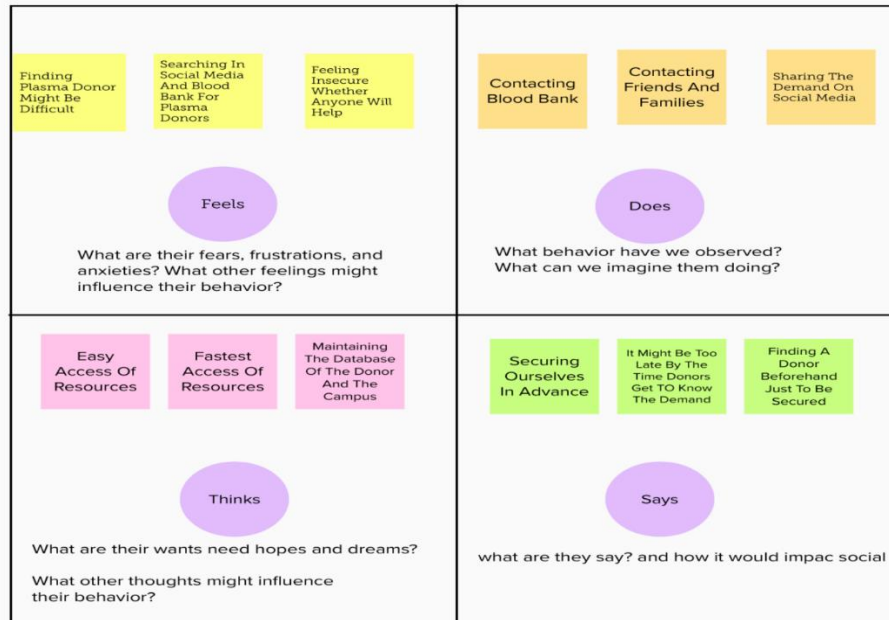 Finding
Plasma Donor
Might Be
Difficult
Searching In
Social Media
And Blood
Bank For
Plasma
Donors
Feeling
Insecure
Whether
Anyone Will
Help
Feels
What are their fears, frustrations, and
anxieties? What other feelings might
influence their behavior?
Contacting
Blood Bank
Contacting
Friends And
Families
Sharing The
Demand On
Social Media
Does
What behavior have we observed?
What can we imagine them doing?
Easy
Access Of
Resources
Fastest
Access Of
Resources
Maintaining
The Database
Of The Donor
And The
Campus
Thinks
What are their wants need hopes and dreams?
What other thoughts might influence
their behavior?
Securing
Ourselves
In Advance
It Might Be Too
Late By The
Time Donors
Get TO Know
The Demand
Finding A
Donor
Beforehand
Just To Be
Secured
Says
what are they say? and how it would impac social